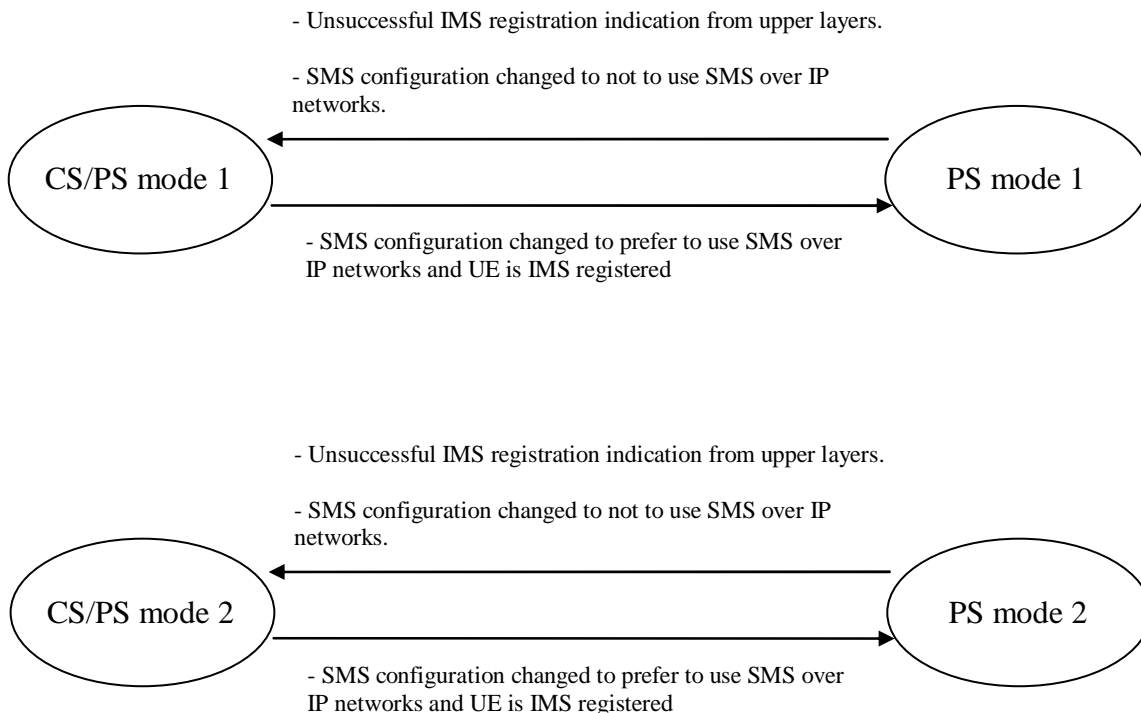 - Unsuccessful IMS registration indication from upper layers.
- SMS configuration changed to not to use SMS over IP
networks.
CS/PS mode 1
PS mode 1
- SMS configuration changed to prefer to use SMS over
IP networks and UE is IMS registered
- Unsuccessful IMS registration indication from upper layers.
- SMS configuration changed to not to use SMS over IP
networks.
CS/PS mode 2
PS mode 2
- SMS configuration changed to prefer to use SMS over
IP networks and UE is IMS registered